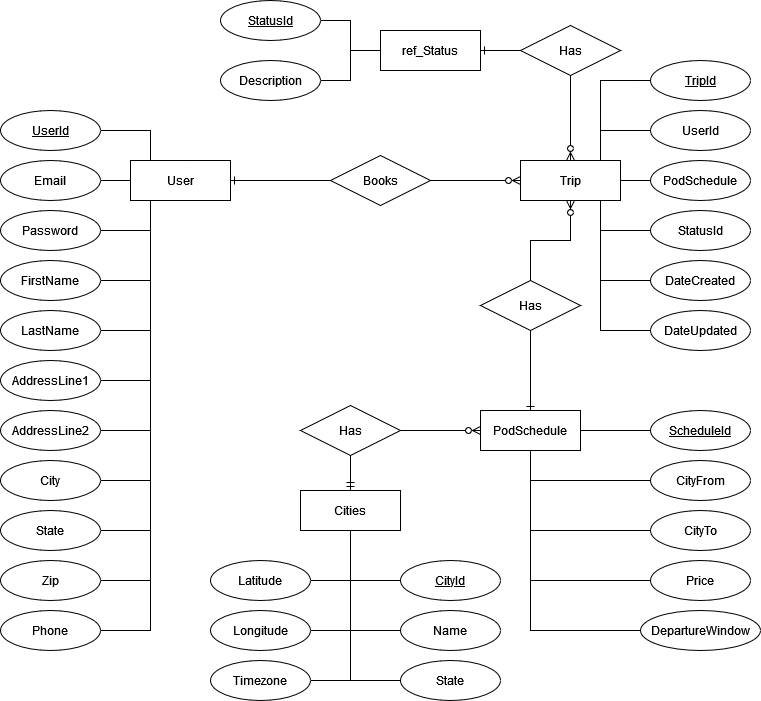 StatusId
ref_Status
Has
Description
TripId
UserId
UserId
Email
User
Books
Trip
PodSchedule
Password
StatusId
FirstName
DateCreated
Has
LastName
DateUpdated
AddressLine1
AddressLine2
Has
PodSchedule
ScheduleId
City
CityFrom
Cities
State
CityTo
Zip
Latitude
CityId
Price
Phone
Longitude
Name
DepartureWindow
Timezone
State